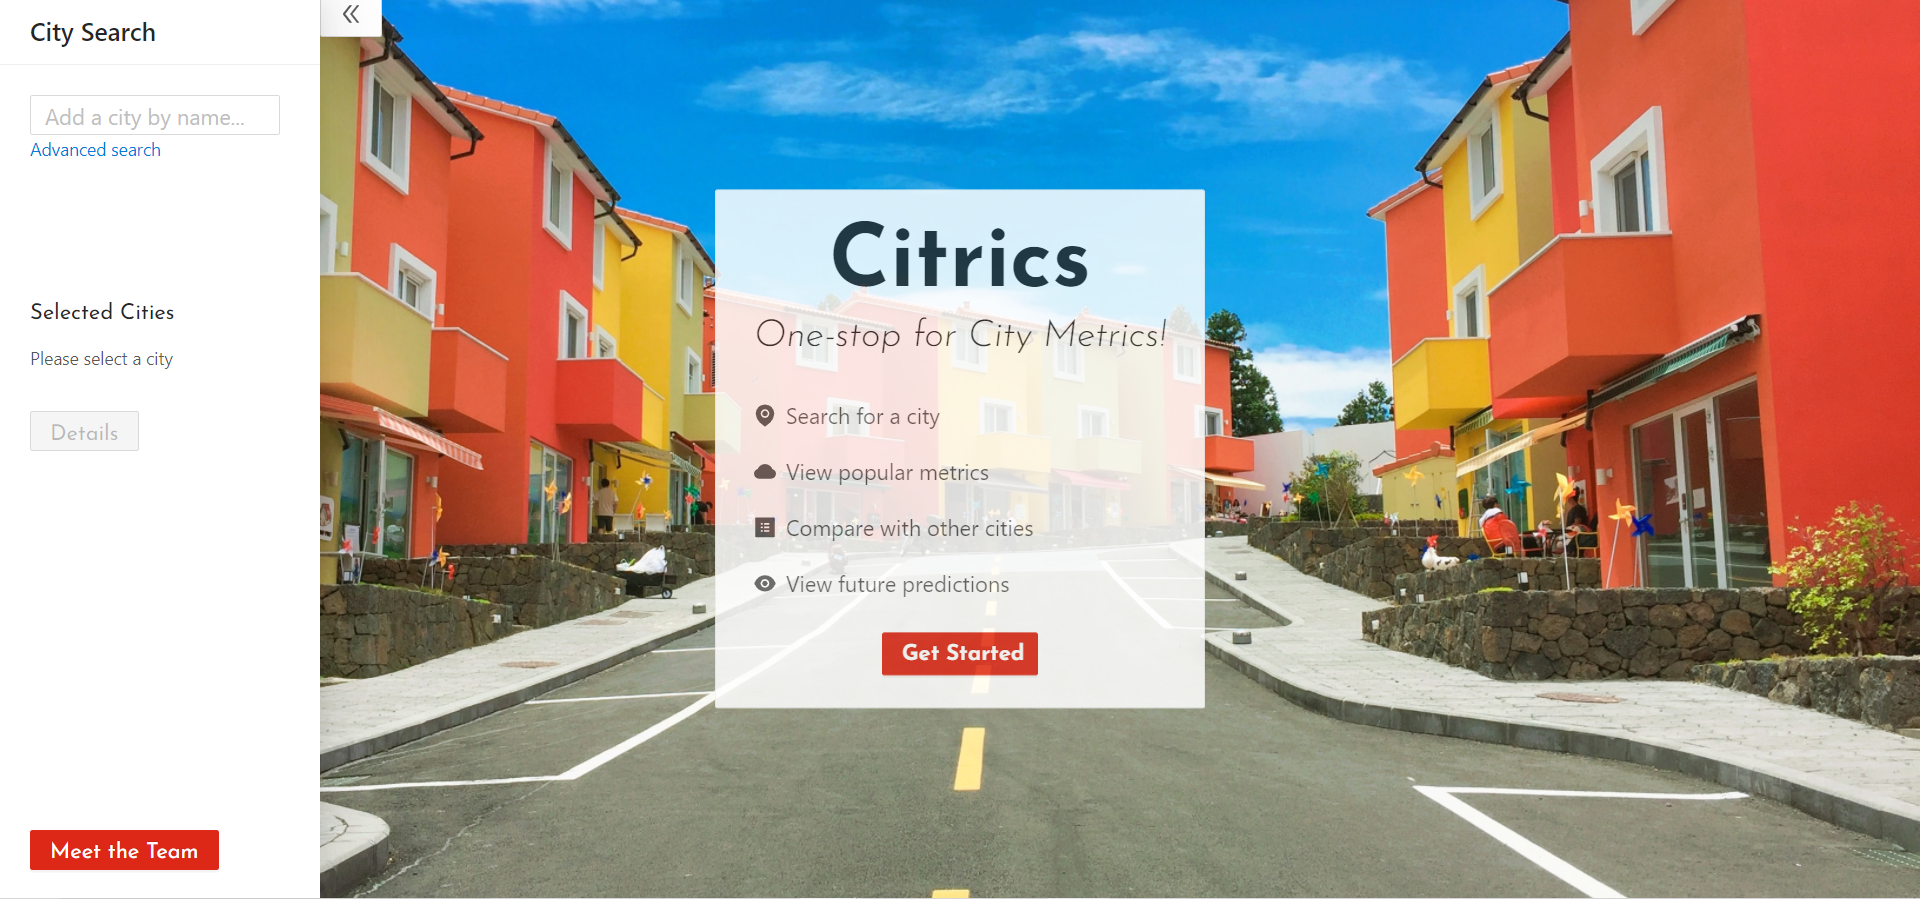 City Search
Add a city by name...
Advanced search
Selected Cities
Please select a city
Details
Meet the Team
Citrics
One-stop for City Metrics!
Search for a city
View popular metrics
Compare with other cities
View future predictions
Get Started